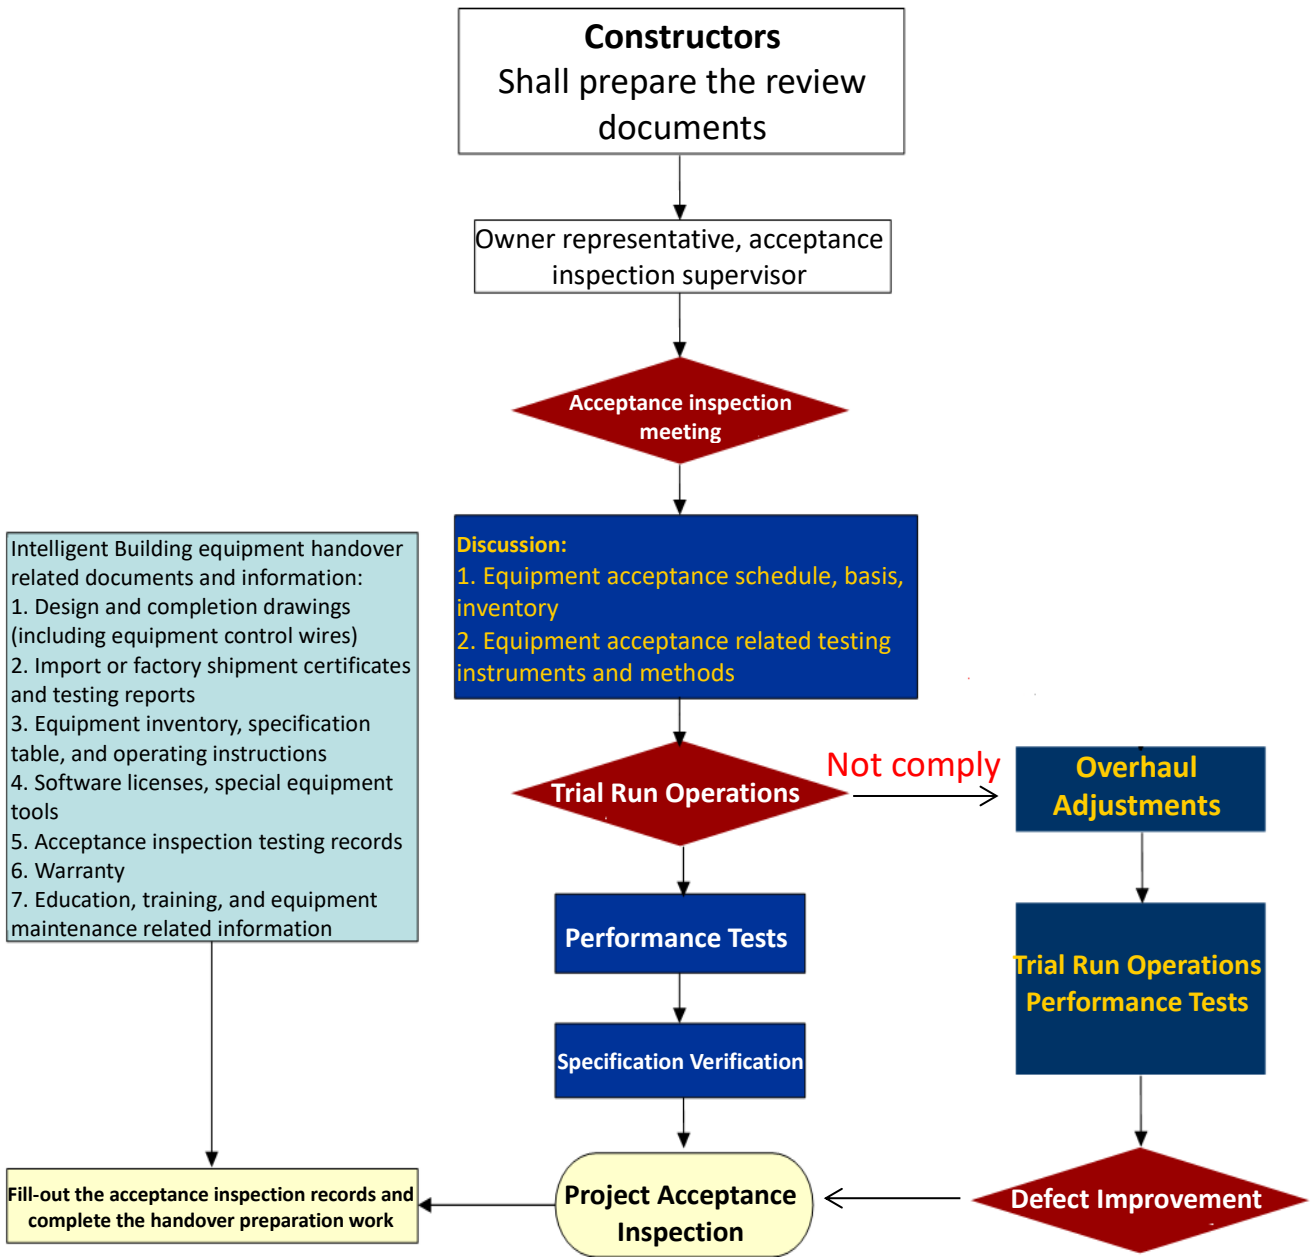 Constructors
Shall prepare the review
documents
Owner representative, acceptance
inspection supervisor
Acceptance inspection
meeting
Discussion:
1. Equipment acceptance schedule, basis,
inventory
2. Equipment acceptance related testing
instruments and methods
Intelligent Building equipment handover
related documents and information:
1. Design and completion drawings
(including equipment control wires)
2. Import or factory shipment certificates
and testing reports
3. Equipment inventory, specification
table, and operating instructions
4. Software licenses, special equipment
tools
5. Acceptance inspection testing records
6. Warranty
7. Education, training, and equipment
maintenance related information
Trial Run Operations
Not comply
Overhaul
Adjustments
Performance Tests
Trial Run Operations
Performance Tests
Specification Verification
Fill-out the acceptance inspection records and
complete the handover preparation work
Project Acceptance
Inspection
Defect Improvement